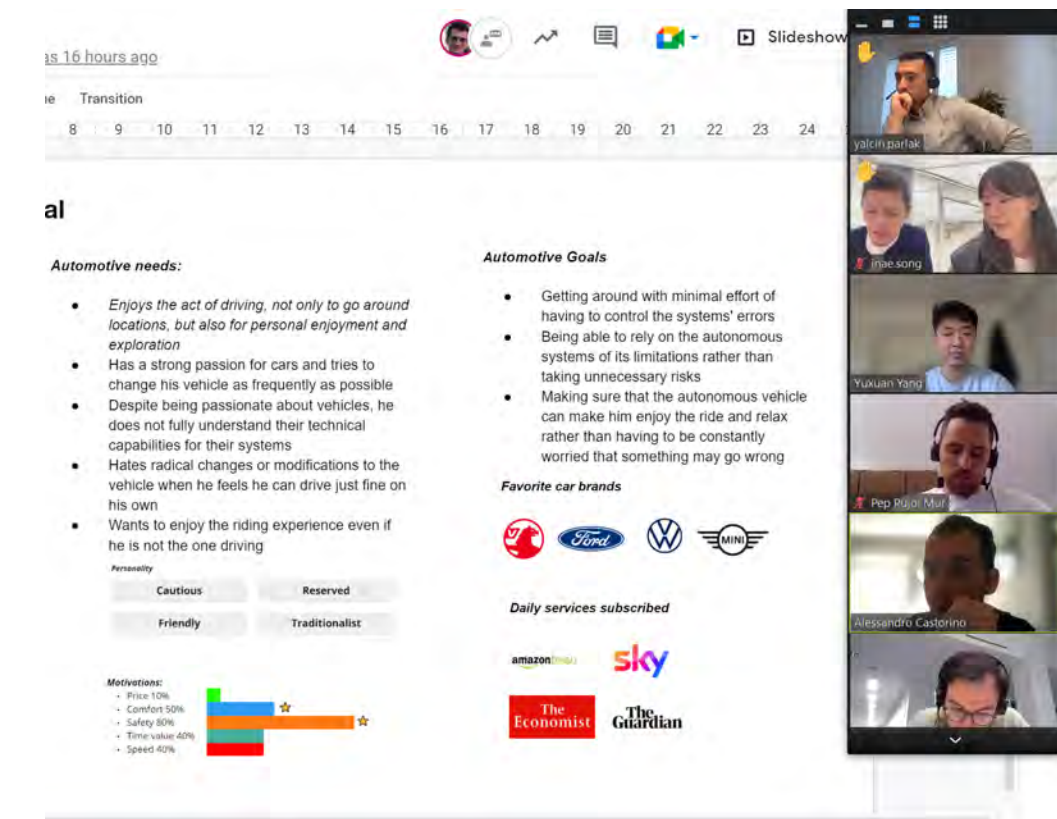 as 16 hours ago
Slideshow
Transition
8 9 10 11 12 13 14 15 16 17 18 19 20 21 22 23 24
al
Automotive needs:
• Enjoys the act of driving, not only to go around
locations, but also for personal enjoyment and
exploration
• Has a strong passion for cars and tries to
change his vehicle as frequently as possible
• Despite being passionate about vehicles, he
does not fully understand their technical
capabilities for their systems
• Hates radical changes or modifications to the
vehicle when he feels he can drive just fine on
his own
• Wants to enjoy the riding experience even if
he is not the one driving
Personality
Cautious Reserved
Friendly Traditionalist
Motivations:
• Price 10%
• Comfort 50%
• Safety 80%
• Time value 40%
• Speed 40%
Automotive Goals
• Getting around with minimal effort of
having to control the systems' errors
• Being able to rely on the autonomous
systems of its limitations rather than
taking unnecessary risks
• Making sure that the autonomous vehicle
can make him enjoy the ride and relax
rather than having to be constantly
worried that something may go wrong
Favorite car brands
Ford
MINI
Daily services subscribed
amazon
sky
The
Economist
The
Guardian
yalcin.parlak
inae.song
Yuxuan Yang
Pep Pujol Mur
Alessandro Castorino